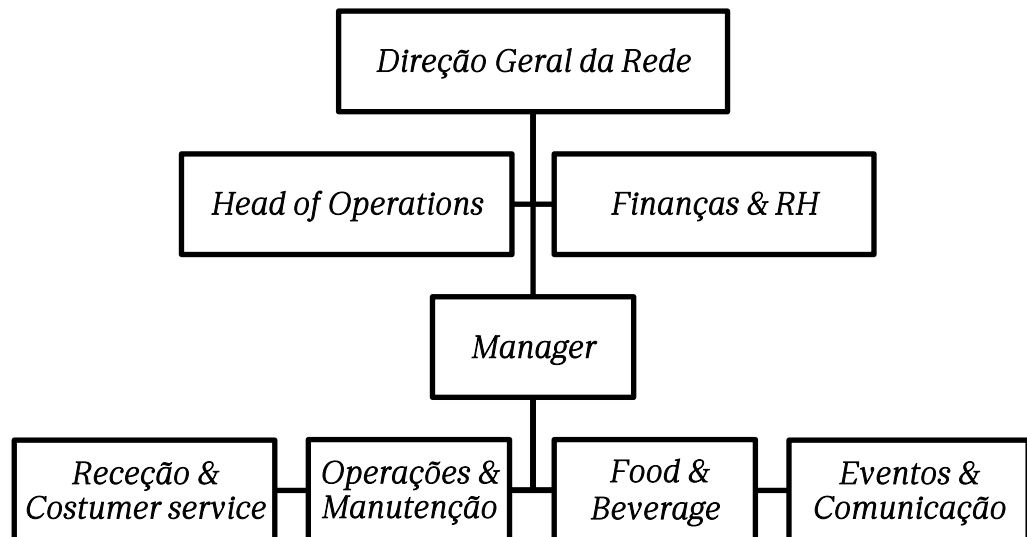 Direção Geral da Rede
Head of Operations
Finanças & RH
Manager
Receção &
Costumer service
Operações &
Manutenção
Food &
Beverage
Eventos &
Comunicação